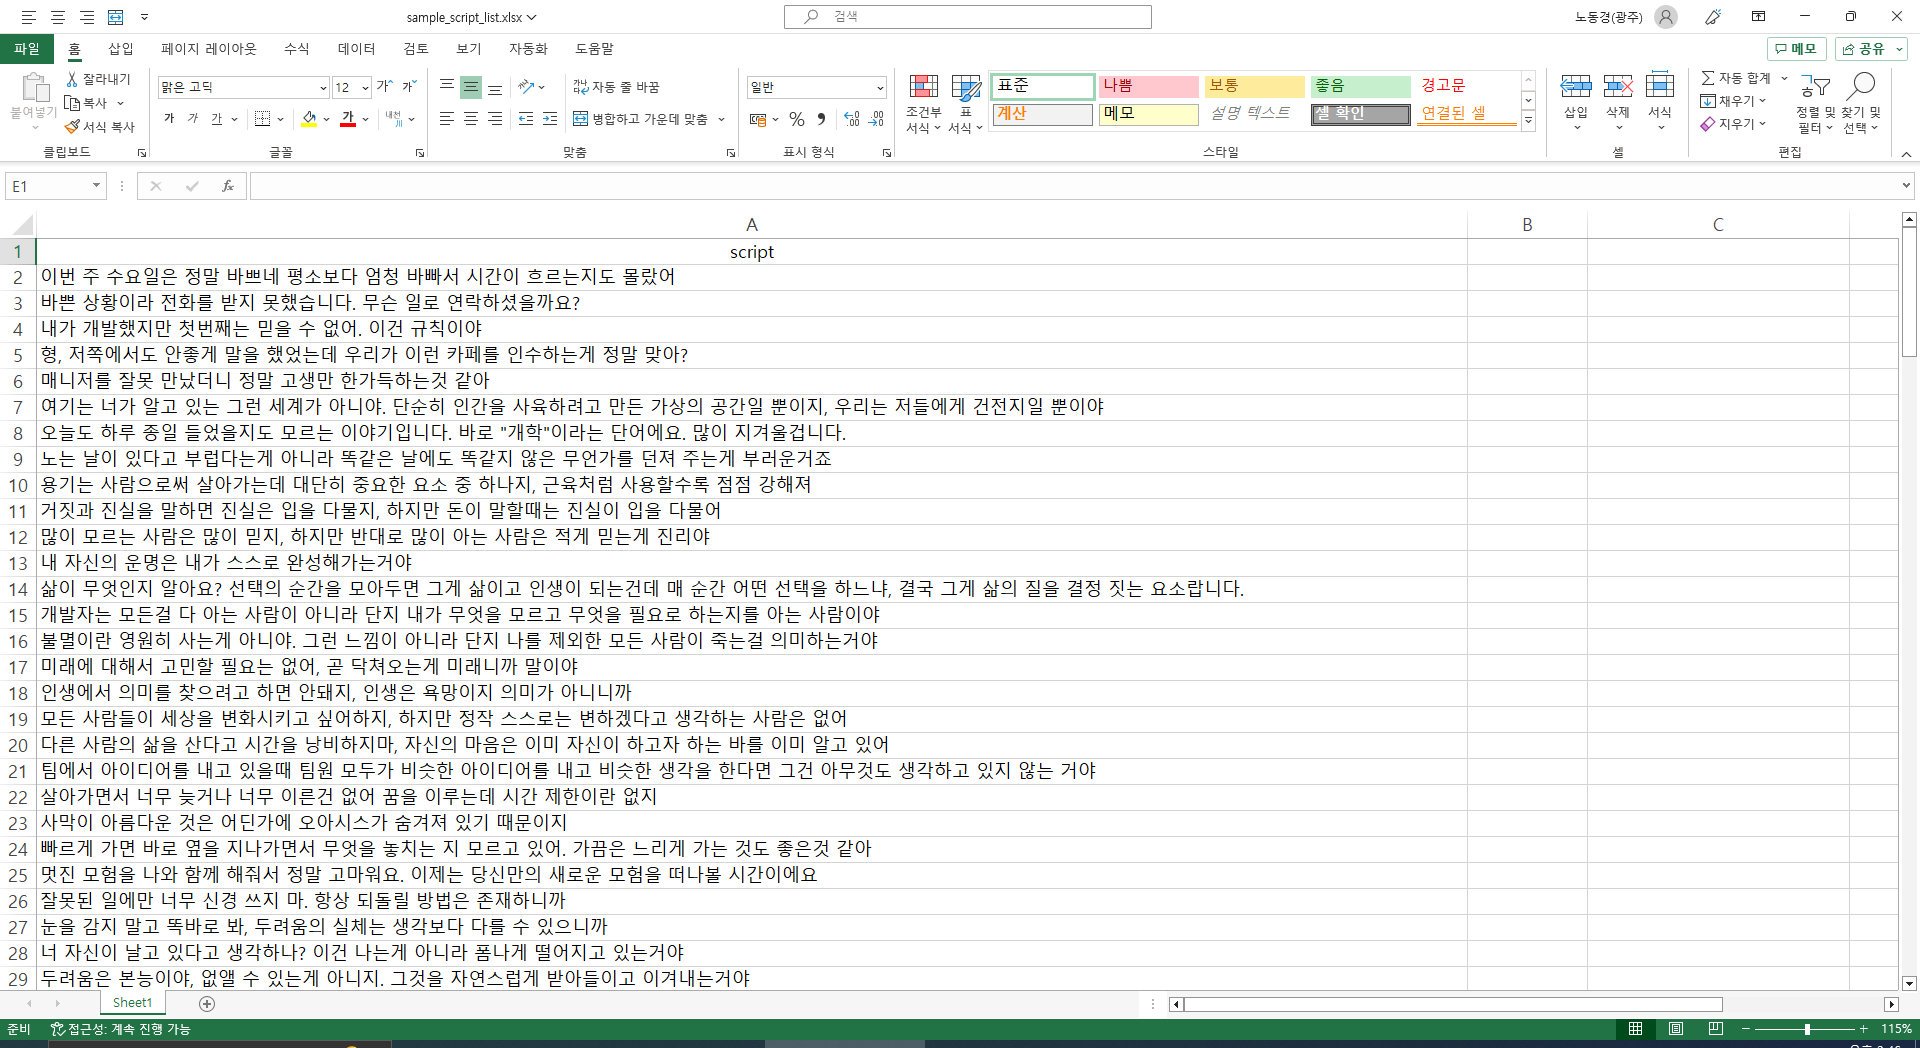 sample_script_list.xlsx
검색
노동경(광주)
파일
홈
삽입
페이지 레이아웃
수식
데이터
검토
보기
자동화
도움말
메모
공유
붙여넣기
잘라내기
복사
서식 복사
클립보드
맑은 고딕
12
가
가
가
가
가
가
내천
글꼴
자동 줄 바꿈
병합하고 가운데 맞춤
맞춤
일반
표시 형식
조건부 서식
표 서식
표준
나쁨
보통
좋음
경고문
계산
메모
설명 텍스트
셀 확인
연결된 셀
스타일
삽입
삭제
서식
셀
자동 합계
채우기
지우기
정렬 및 필터
찾기 및 선택
편집
E1
fx
A B C
1 script
2 이번 주 수요일은 정말 바쁘네 평소보다 엄청 바빠서 시간이 흐르는지도 몰랐어
3 바쁜 상황이라 전화를 받지 못했습니다. 무슨 일로 연락하셨을까요?
4 내가 개발했지만 첫번째는 믿을 수 없어. 이건 규칙이야
5 형, 저쪽에서도 안좋게 말을 했었는데 우리가 이런 카페를 인수하는게 정말 맞아?
6 매니저를 잘못 만났더니 정말 고생만 한가득하는것 같아
7 여기는 너가 알고 있는 그런 세계가 아니야. 단순히 인간을 사육하려고 만든 가상의 공간일 뿐이지, 우리는 저들에게 건전지일 뿐이야
8 오늘도 하루 종일 들었을지도 모르는 이야기입니다. 바로 "개학"이라는 단어에요. 많이 지겨울겁니다.
9 노는 날이 있다고 부럽다는게 아니라 똑같은 날에도 똑같지 않은 무언가를 던져 주는게 부러운거죠
10 용기는 사람으로써 살아가는데 대단히 중요한 요소 중 하나지, 근육처럼 사용할수록 점점 강해져
11 거짓과 진실을 말하면 진실은 입을 다물지, 하지만 돈이 말할때는 진실이 입을 다물어
12 많이 모르는 사람은 많이 믿지, 하지만 반대로 많이 아는 사람은 적게 믿는게 진리야
13 내 자신의 운명은 내가 스스로 완성해가는거야
14 삶이 무엇인지 알아요? 선택의 순간을 모아두면 그게 삶이고 인생이 되는건데 매 순간 어떤 선택을 하느냐, 결국 그게 삶의 질을 결정 짓는 요소랍니다.
15 개발자는 모든걸 다 아는 사람이 아니라 단지 내가 무엇을 모르고 무엇을 필요로 하는지를 아는 사람이야
16 불멸이란 영원히 사는게 아니야. 그런 느낌이 아니라 단지 나를 제외한 모든 사람이 죽는걸 의미하는거야
17 미래에 대해서 고민할 필요는 없어, 곧 닥쳐오는게 미래니까 말이야
18 인생에서 의미를 찾으려고 하면 안돼지, 인생은 욕망이지 의미가 아니니까
19 모든 사람들이 세상을 변화시키고 싶어하지, 하지만 정작 스스로는 변하겠다고 생각하는 사람은 없어
20 다른 사람의 삶을 산다고 시간을 낭비하지마, 자신의 마음은 이미 자신이 하고자 하는 바를 이미 알고 있어
21 팀에서 아이디어를 내고 있을때 팀원 모두가 비슷한 아이디어를 내고 비슷한 생각을 한다면 그건 아무것도 생각하고 있지 않는 거야
22 살아가면서 너무 늦거나 너무 이른건 없어 꿈을 이루는데 시간 제한이란 없지
23 사막이 아름다운 것은 어딘가에 오아시스가 숨겨져 있기 때문이지
24 빠르게 가면 바로 옆을 지나가면서 무엇을 놓치는 지 모르고 있어. 가끔은 느리게 가는 것도 좋은것 같아
25 멋진 모험을 나와 함께 해줘서 정말 고마워요. 이제는 당신만의 새로운 모험을 떠나볼 시간이에요
26 잘못된 일에만 너무 신경 쓰지 마. 항상 되돌릴 방법은 존재하니까
27 눈을 감지 말고 똑바로 봐, 두려움의 실체는 생각보다 다를 수 있으니까
28 너 자신이 날고 있다고 생각하나? 이건 나는게 아니라 폼나게 떨어지고 있는거야
29 두려움은 본능이야, 없앨 수 있는게 아니지. 그것을 자연스럽게 받아들이고 이겨내는거야
Sheet1
준비
접근성: 계속 진행 가능
115%